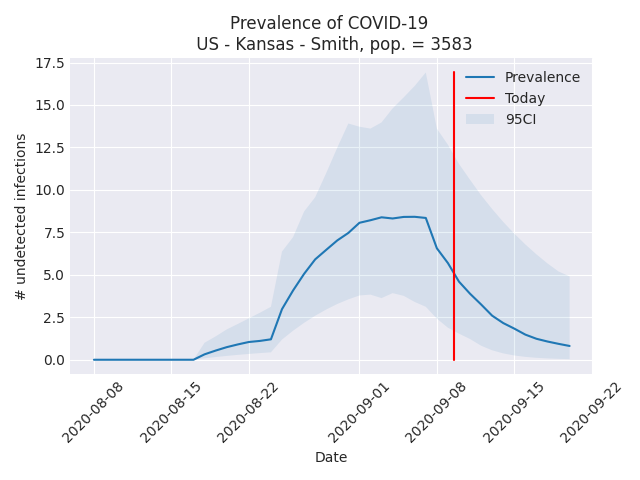 Prevalence of COVID-19
US - Kansas - Smith, pop. = 3583
17.5
15.0
12.5
10.0
7.5
5.0
2.5
0.0
# undetected infections
Prevalence
Today
95CI
2020-08-08
2020-08-15
2020-08-22
2020-09-01
2020-09-08
2020-09-15
2020-09-22
Date